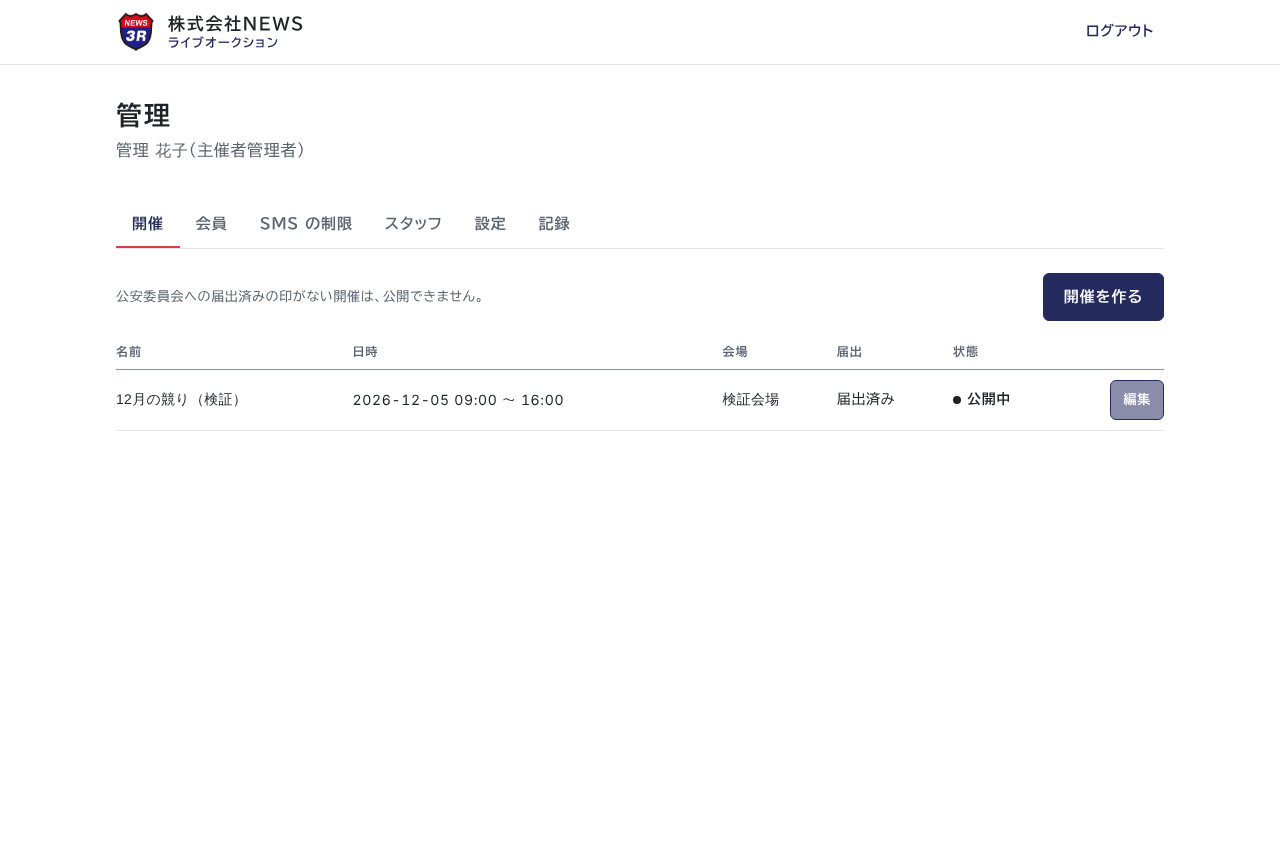 NEWS
3R
株式会社NEWS
ライブオークション
ログアウト
管理
管理 花子（主催者管理者）
開催 会員 SMS の制限 スタッフ 設定 記録
公安委員会への届出済みの印がない開催は、公開できません。
開催を作る
名前 日時 会場 届出 状態
12月の競り（検証） 2026-12-05 09:00 〜 16:00 検証会場 届出済み ● 公開中 編集